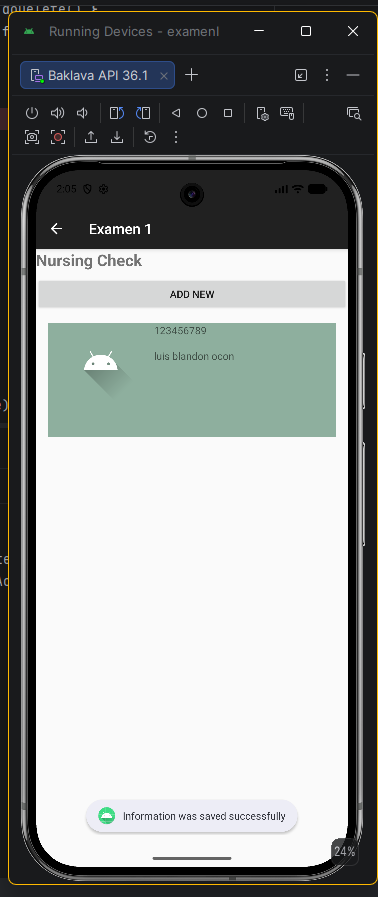 Running Devices - examenI
Baklava API 36.1
2:05
Examen 1
Nursing Check
ADD NEW
123456789
luis blandon ocon
Information was saved successfully
24%